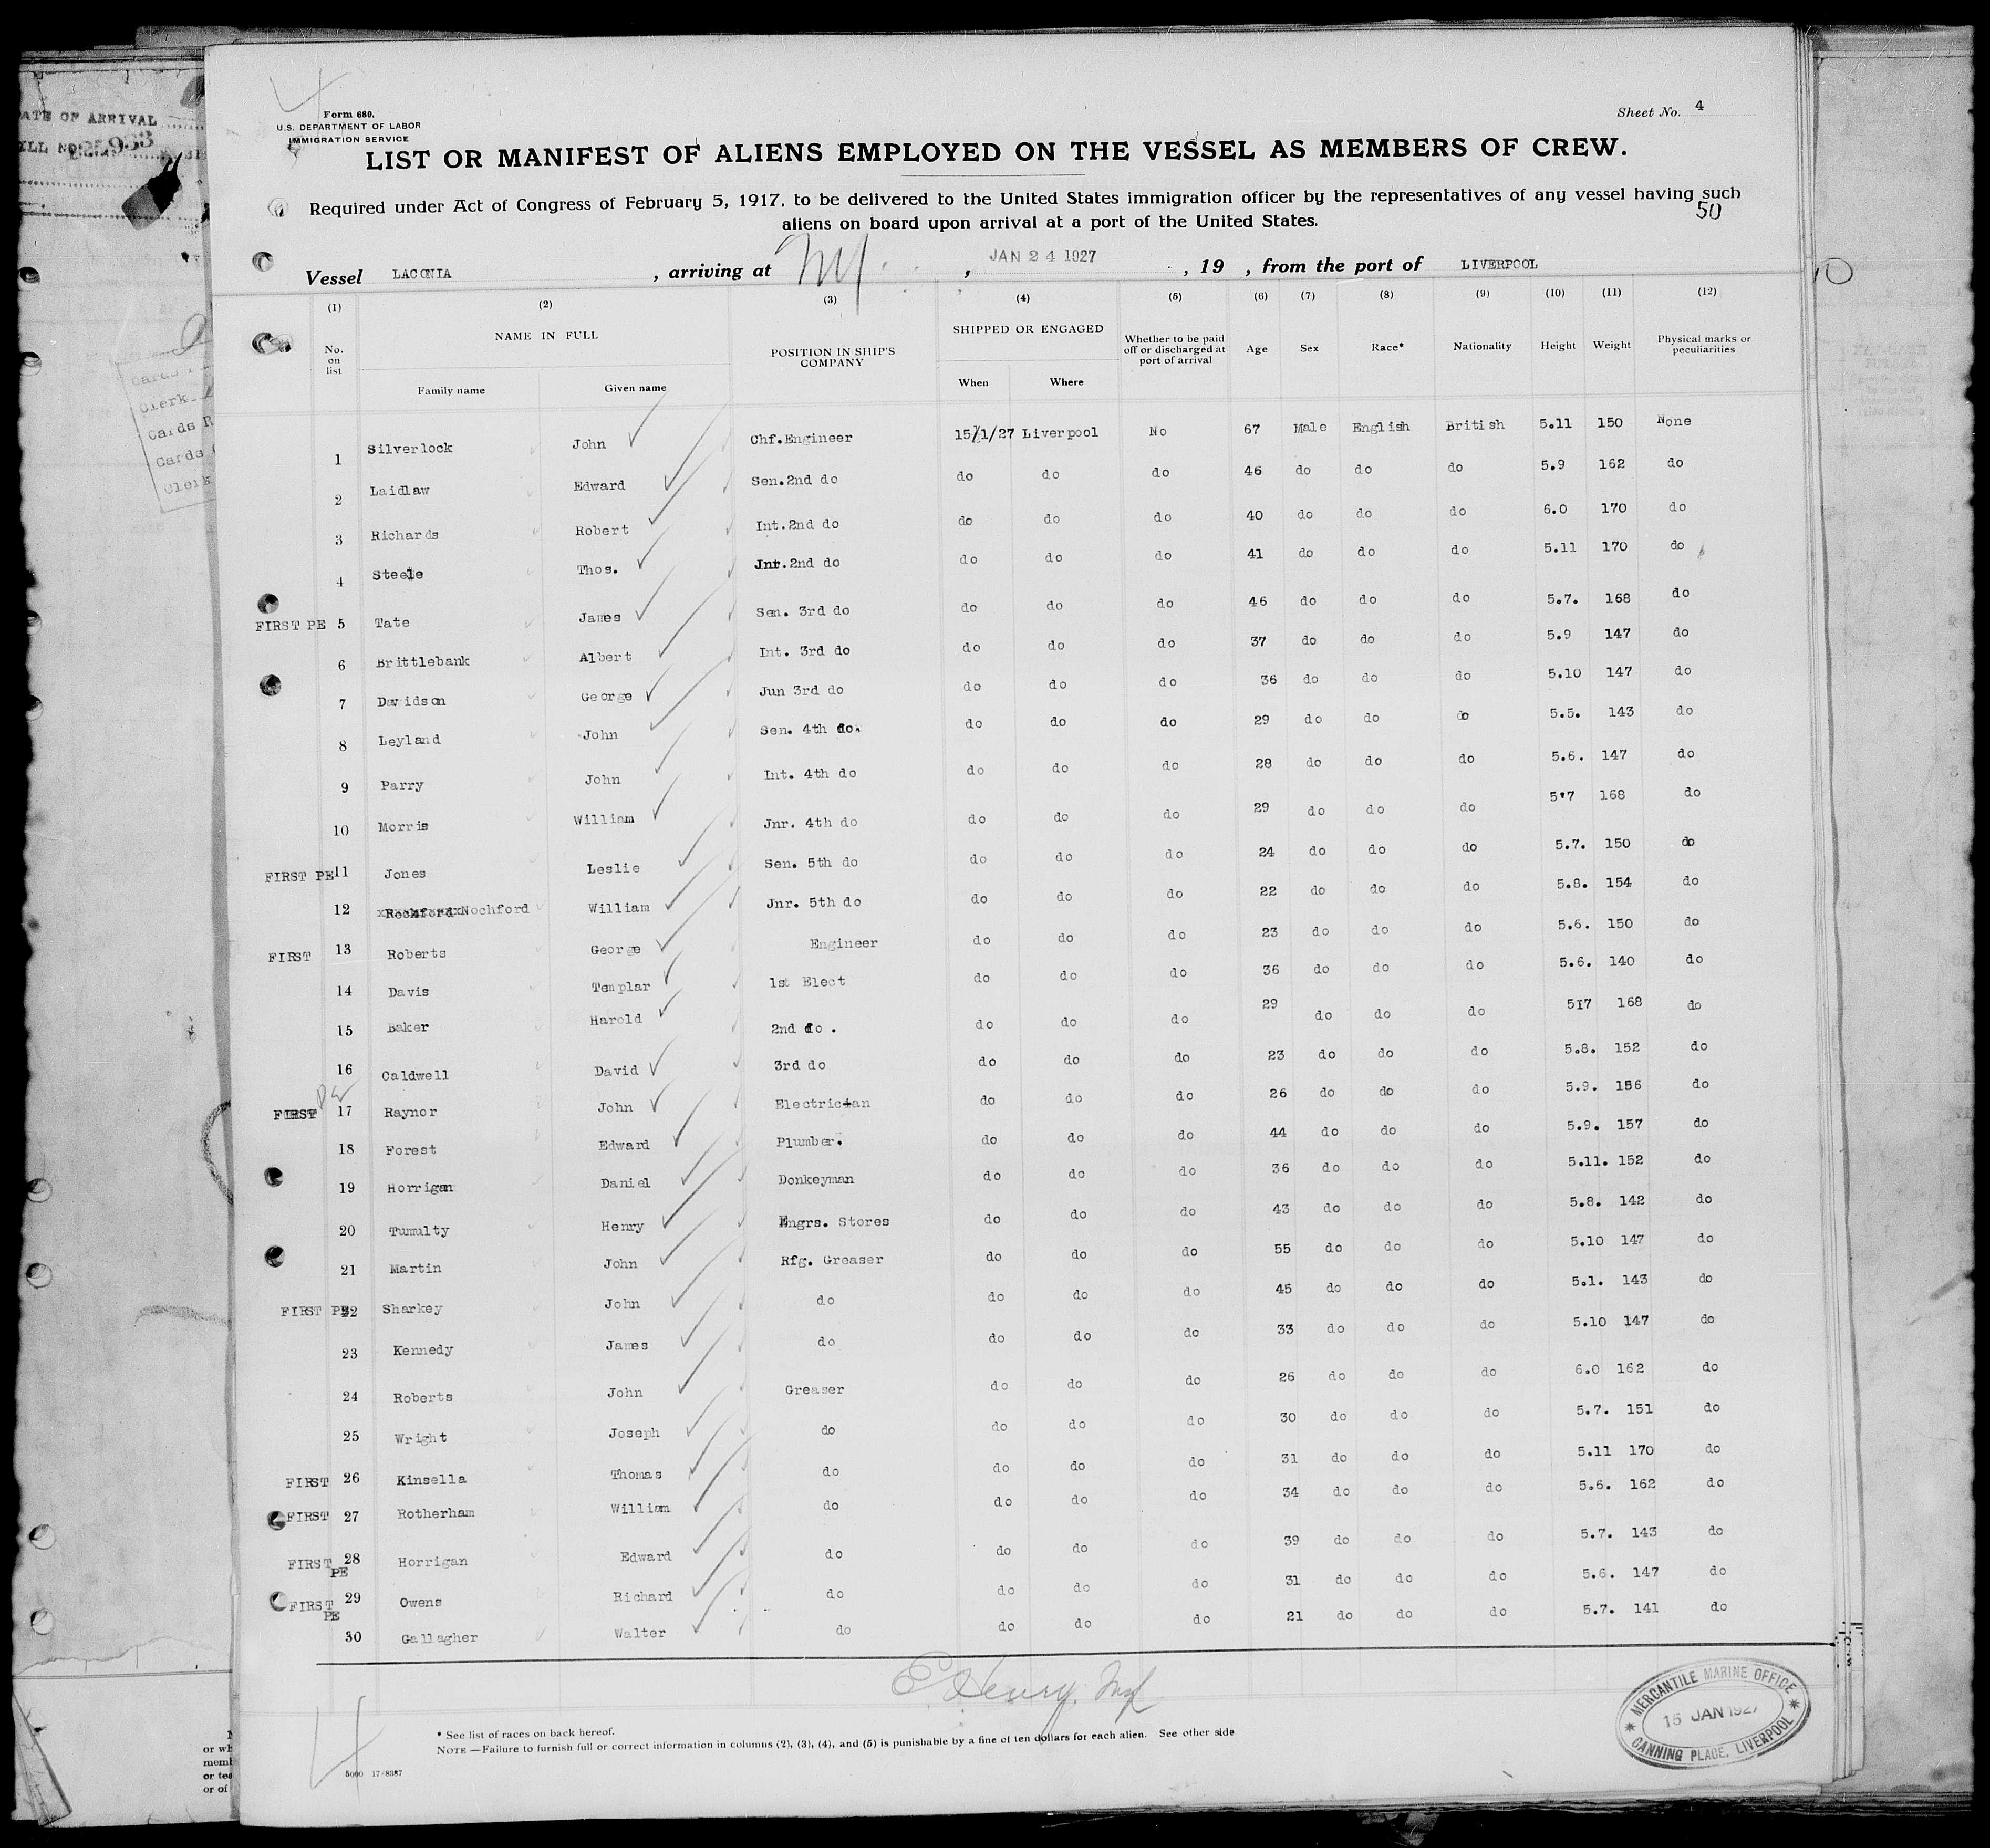 ATE OF ARRIVAL
Form 680.
U.S. DEPARTMENT OF LABOR
IMMIGRATION SERVICE
Sheet No. 4
LIST OR MANIFEST OF ALIENS EMPLOYED ON THE VESSEL AS MEMBERS OF CREW.
Required under Act of Congress of February 5, 1917, to be delivered to the United States immigration officer by the representatives of any vessel having such
aliens on board upon arrival at a port of the United States.
50
Vessel LACONIA , arriving at NY. , JAN 24 1927 , 19 , from the port of LIVERPOOL
(1) (2) (3) (4) (5) (6) (7) (8) (9) (10) (11) (12)
No. on list NAME IN FULL Family name Given name POSITION IN SHIP'S COMPANY SHIPPED OR ENGAGED When Where Whether to be paid off or discharged at port of arrival Age Sex Race* Nationality Height Weight Physical marks or peculiarities
1 Silverlock John Chf.Engineer 15/1/27 Liverpool No 67 Male English British 5.11 150 None
2 Laidlaw Edward Sen.2nd do do do do 46 do do do 5.9 162 do
3 Richards Robert Int.2nd do do do do 40 do do do 6.0 170 do
4 Steele Thos. Jnr.2nd do do do do 41 do do do 5.11 170 do
FIRST PE 5 Tate James Sen. 3rd do do do do 46 do do do 5.7. 168 do
6 Brittlebank Albert Int. 3rd do do do do 37 do do do 5.9 147 do
7 Davidson George Jun 3rd do do do do 36 do do do 5.10 147 do
8 Leyland John Sen. 4th do. do do do 29 do do do 5.5. 143 do
9 Parry John Int. 4th do do do do 28 do do do 5.6. 147 do
10 Morris William Jnr. 4th do do do do 29 do do do 5'7 168 do
FIRST PE 11 Jones Leslie Sen. 5th do do do do 24 do do do 5.7. 150 do
12 Rochford Nochford William Jnr. 5th do do do do 22 do do do 5.8. 154 do
FIRST 13 Roberts George Engineer do do do 23 do do do 5.6. 150 do
14 Davis Templar 1st Elect do do do 36 do do do 5.6. 140 do
15 Baker Harold 2nd do . do do do 29 do do do 5I7 168 do
16 Caldwell David 3rd do do do do 23 do do do 5.8. 152 do
FIRST PE 17 Raynor John Electrician do do do 26 do do do 5.9. 156 do
18 Forest Edward Plumber. do do do 44 do do do 5.9. 157 do
19 Horrigan Daniel Donkeyman do do do 36 do do do 5.11. 152 do
20 Tumulty Henry Engrs. Stores do do do 43 do do do 5.8. 142 do
21 Martin John Rfg. Greaser do do do 55 do do do 5.10 147 do
FIRST PE 22 Sharkey John do do do do 45 do do do 5.1. 143 do
23 Kennedy James do do do do 33 do do do 5.10 147 do
24 Roberts John Greaser do do do 26 do do do 6.0 162 do
25 Wright Joseph do do do do 30 do do do 5.7. 151 do
FIRST 26 Kinsella Thomas do do do do 31 do do do 5.11 170 do
FIRST 27 Rotherham William do do do do 34 do do do 5.6. 162 do
FIRST PE 28 Horrigan Edward do do do do 39 do do do 5.7. 143 do
FIRST PE 29 Owens Richard do do do do 31 do do do 5.6. 147 do
30 Gallagher Walter do do do do 21 do do do 5.7. 141 do
E Henry
* See list of races on back hereof.
NOTE.—Failure to furnish full or correct information in columns (2), (3), (4), and (5) is punishable by a fine of ten dollars for each alien. See other side
MERCANTILE MARINE OFFICE
15 JAN 1927
CANNING PLACE, LIVERPOOL